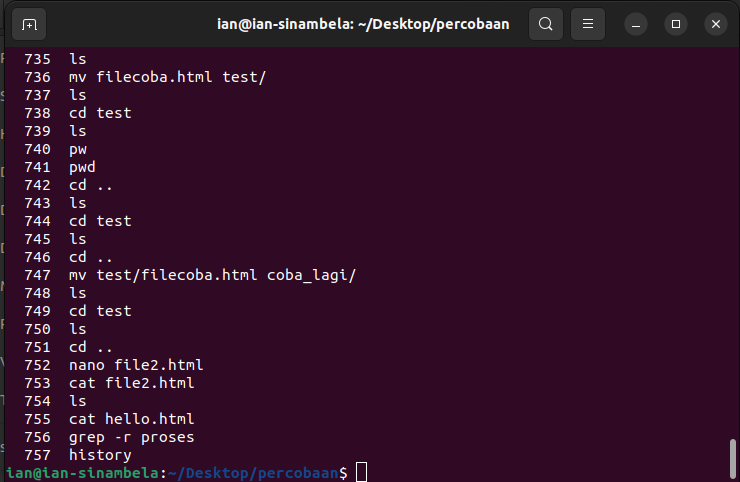 ian@ian-sinambela: ~/Desktop/percobaan
735 ls
736 mv filecoba.html test/
737 ls
738 cd test
739 ls
740 pw
741 pwd
742 cd ..
743 ls
744 cd test
745 ls
746 cd ..
747 mv test/filecoba.html coba_lagi/
748 ls
749 cd test
750 ls
751 cd ..
752 nano file2.html
753 cat file2.html
754 ls
755 cat hello.html
756 grep -r proses
757 history
ian@ian-sinambela:~/Desktop/percobaan$